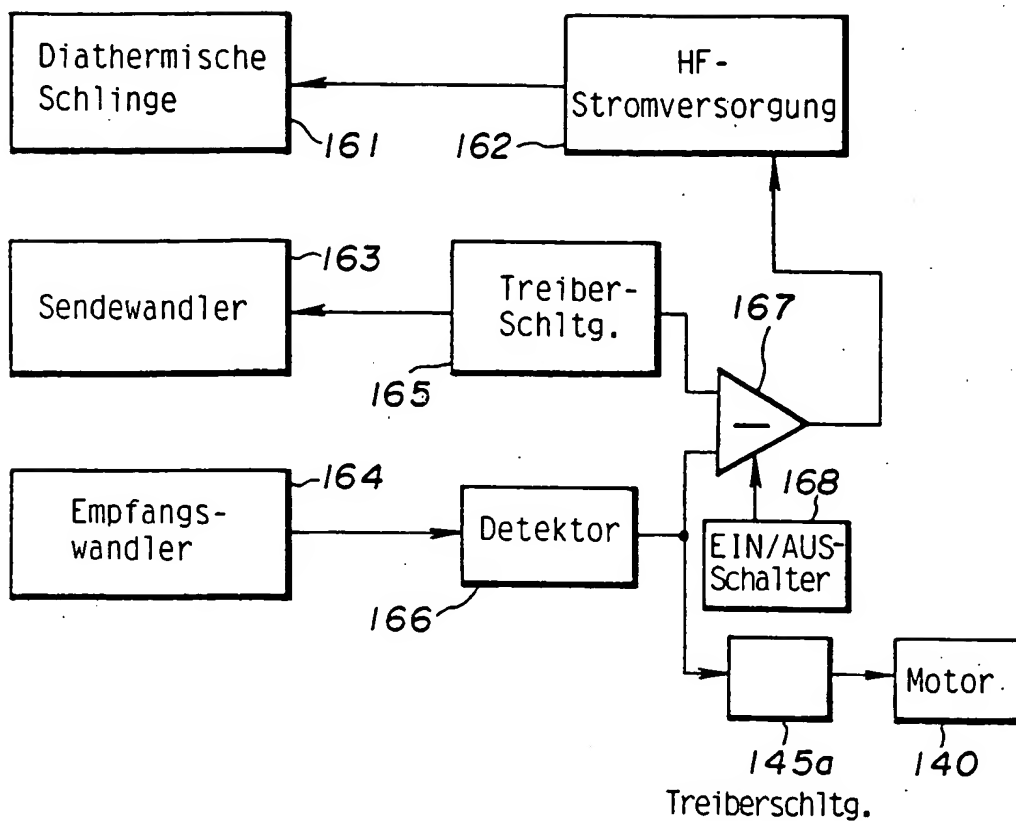 Diathermische
Schlinge
161
HF-
Stromversorgung
162
Sendewandler
163
Treiber-
Schltg.
165
167
Empfangs-
wandler
164
Detektor
166
168
EIN/AUS-
Schalter
Motor
145a
140
Treiberschltg.